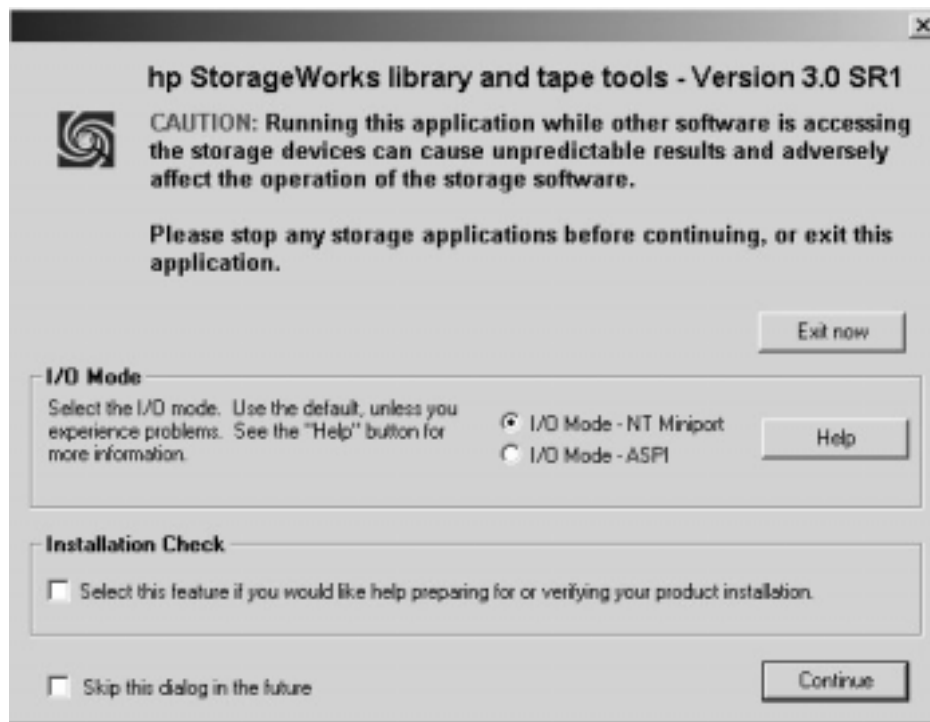 hp StorageWorks library and tape tools - Version 3.0 SR1
CAUTION: Running this application while other software is accessing
the storage devices can cause unpredictable results and adversely
affect the operation of the storage software.
Please stop any storage applications before continuing, or exit this
application.
Exit now
I/O Mode
Select the I/O mode. Use the default, unless you
experience problems. See the "Help" button for
more information.
I/O Mode - NT Miniport
I/O Mode - ASPI
Help
Installation Check
Select this feature if you would like help preparing for or verifying your product installation.
Skip this dialog in the future
Continue